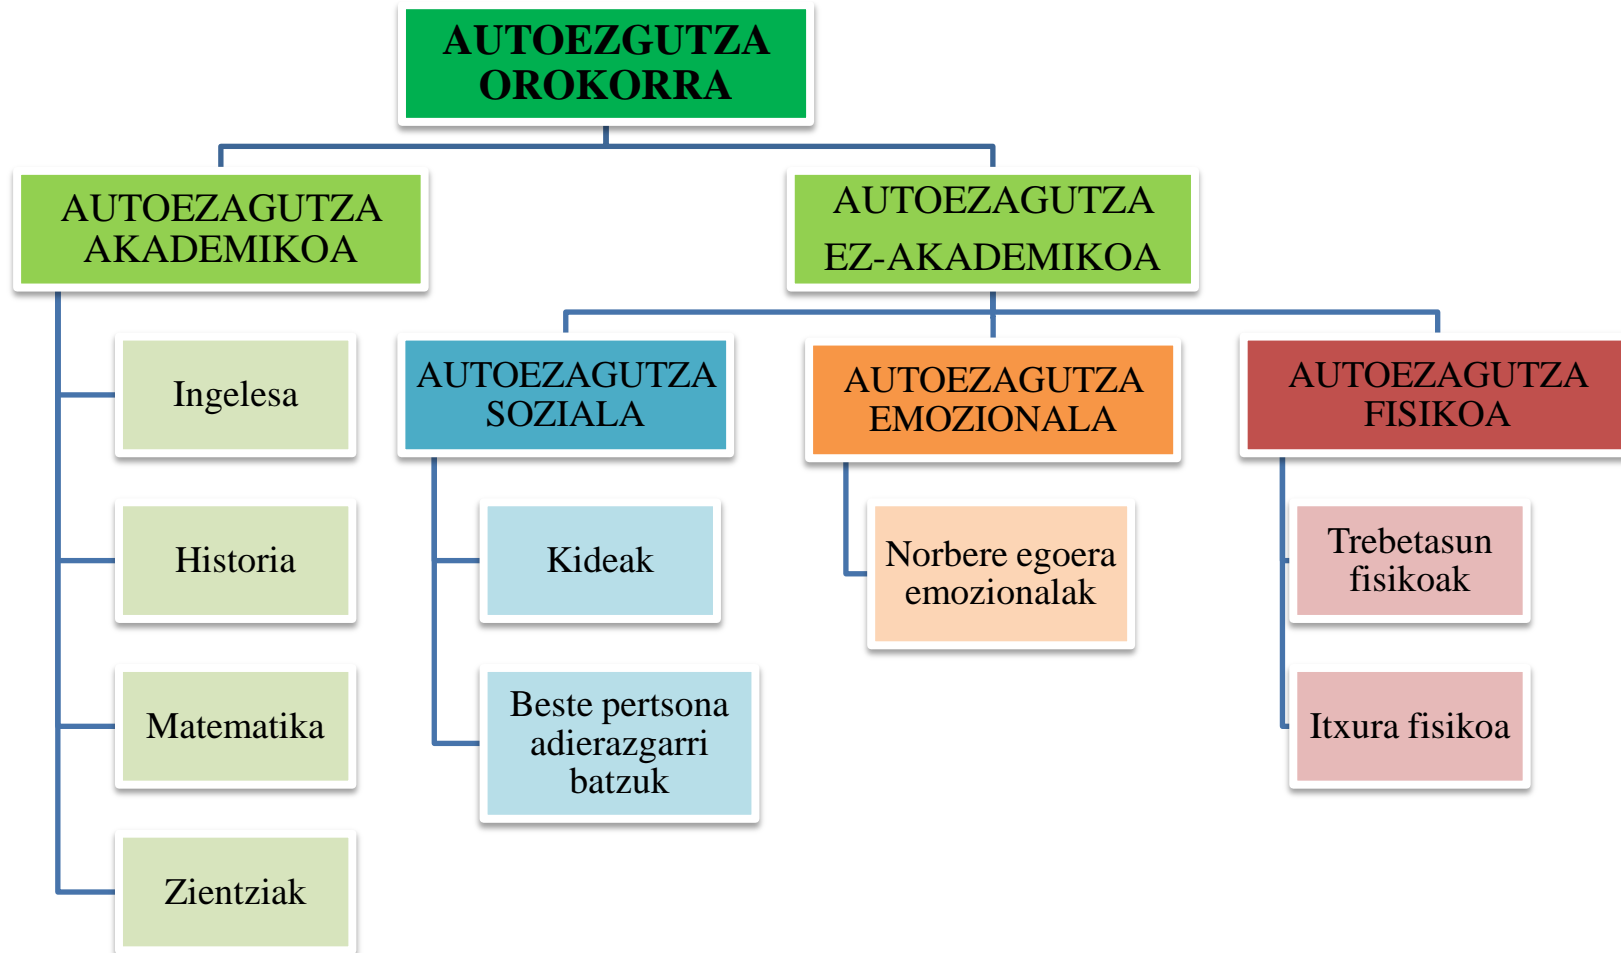 AUTOEZGUTZA
OROKORRA
AUTOEZAGUTZA
AKADEMIKOA
AUTOEZAGUTZA
EZ-AKADEMIKOA
Ingelesa
Historia
Matematika
Zientziak
AUTOEZAGUTZA
SOZIALA
Kideak
Beste pertsona
adierazgarri
batzuk
AUTOEZAGUTZA
EMOZIONALA
Norbere egoera
emozionalak
AUTOEZAGUTZA
FISIKOA
Trebetasun
fisikoak
Itxura fisikoa